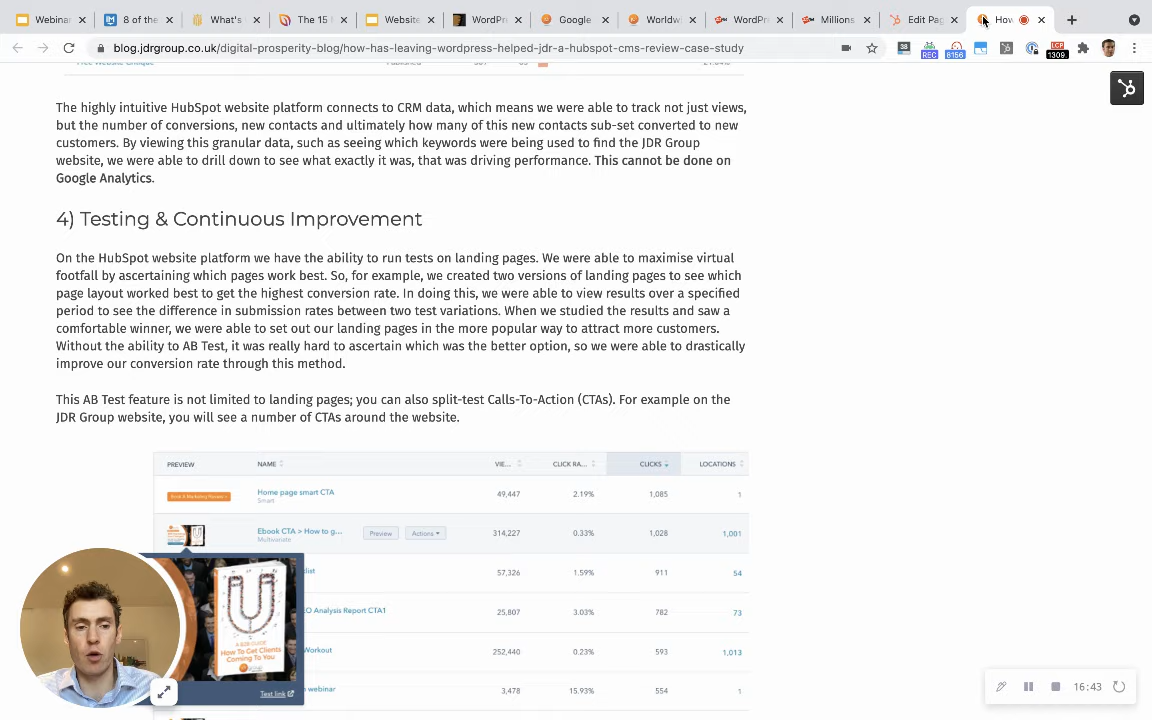 Webinar
8 of the
What's
The 15
Website
WordPr
Google
Worldwi
WordPr
Millions
Edit Pag
How
blog.jdrgroup.co.uk/digital-prosperity-blog/how-has-leaving-wordpress-helped-jdr-a-hubspot-cms-review-case-study
38
REC
8156
LCP
1309
The highly intuitive HubSpot website platform connects to CRM data, which means we were able to track not just views,
but the number of conversions, new contacts and ultimately how many of this new contacts sub-set converted to new
customers. By viewing this granular data, such as seeing which keywords were being used to find the JDR Group
website, we were able to drill down to see what exactly it was, that was driving performance. This cannot be done on
Google Analytics.
4) Testing & Continuous Improvement
On the HubSpot website platform we have the ability to run tests on landing pages. We were able to maximise virtual
footfall by ascertaining which pages work best. So, for example, we created two versions of landing pages to see which
page layout worked best to get the highest conversion rate. In doing this, we were able to view results over a specified
period to see the difference in submission rates between two test variations. When we studied the results and saw a
comfortable winner, we were able to set out our landing pages in the more popular way to attract more customers.
Without the ability to AB Test, it was really hard to ascertain which was the better option, so we were able to drastically
improve our conversion rate through this method.
This AB Test feature is not limited to landing pages; you can also split-test Calls-To-Action (CTAs). For example on the
JDR Group website, you will see a number of CTAs around the website.
PREVIEW NAME VIE... CLICK RA... CLICKS LOCATIONS
Home page smart CTA 49,447 2.19% 1,085 1
Smart
Ebook CTA > How to g... Preview Actions 314,227 0.33% 1,028 1,001
Multivariate
list 57,326 1.59% 911 54
EO Analysis Report CTA1 25,807 3.03% 782 73
Workout 252,440 0.23% 593 1,013
webinar 3,478 15.93% 554 1
A B2B GUIDE
How To Get Clients
Coming To You
Test link
16:43